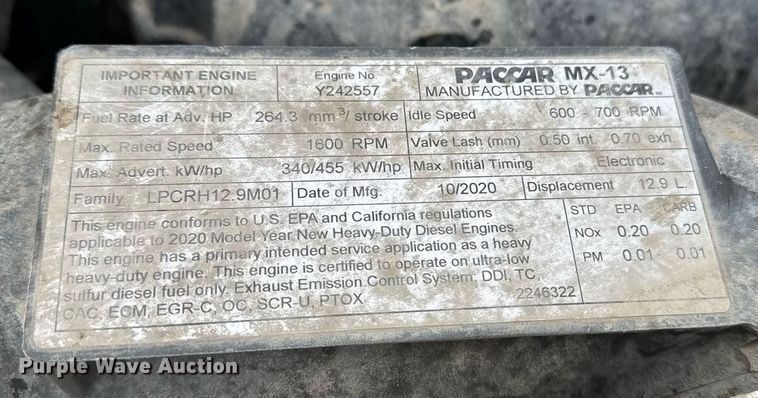 IMPORTANT ENGINE INFORMATION
Engine No.
Y242557
PACCAR MX-13
MANUFACTURED BY PACCAR INC
Fuel Rate at Adv. HP 264.3 mm³/ stroke
Idle Speed 600 - 700 RPM
Max. Rated Speed 1600 RPM
Valve Lash (mm) 0.50 int. 0.70 exh.
Max. Advert. kW/hp 340/455 kW/hp
Max. Initial Timing Electronic
Family LPCRH12.9M01
Date of Mfg. 10/2020
Displacement 12.9 L.
This engine conforms to U.S. EPA and California regulations
applicable to 2020 Model Year New Heavy-Duty Diesel Engines.
This engine has a primary intended service application as a heavy
heavy-duty engine. This engine is certified to operate on ultra-low
sulfur diesel fuel only, Exhaust Emission Control System: DDI, TC,
CAC, ECM, EGR-C, OC, SCR-U, PTOX
2246322
STD EPA CARB
NOx 0.20 0.20
PM 0.01 0.01
Purple Wave Auction